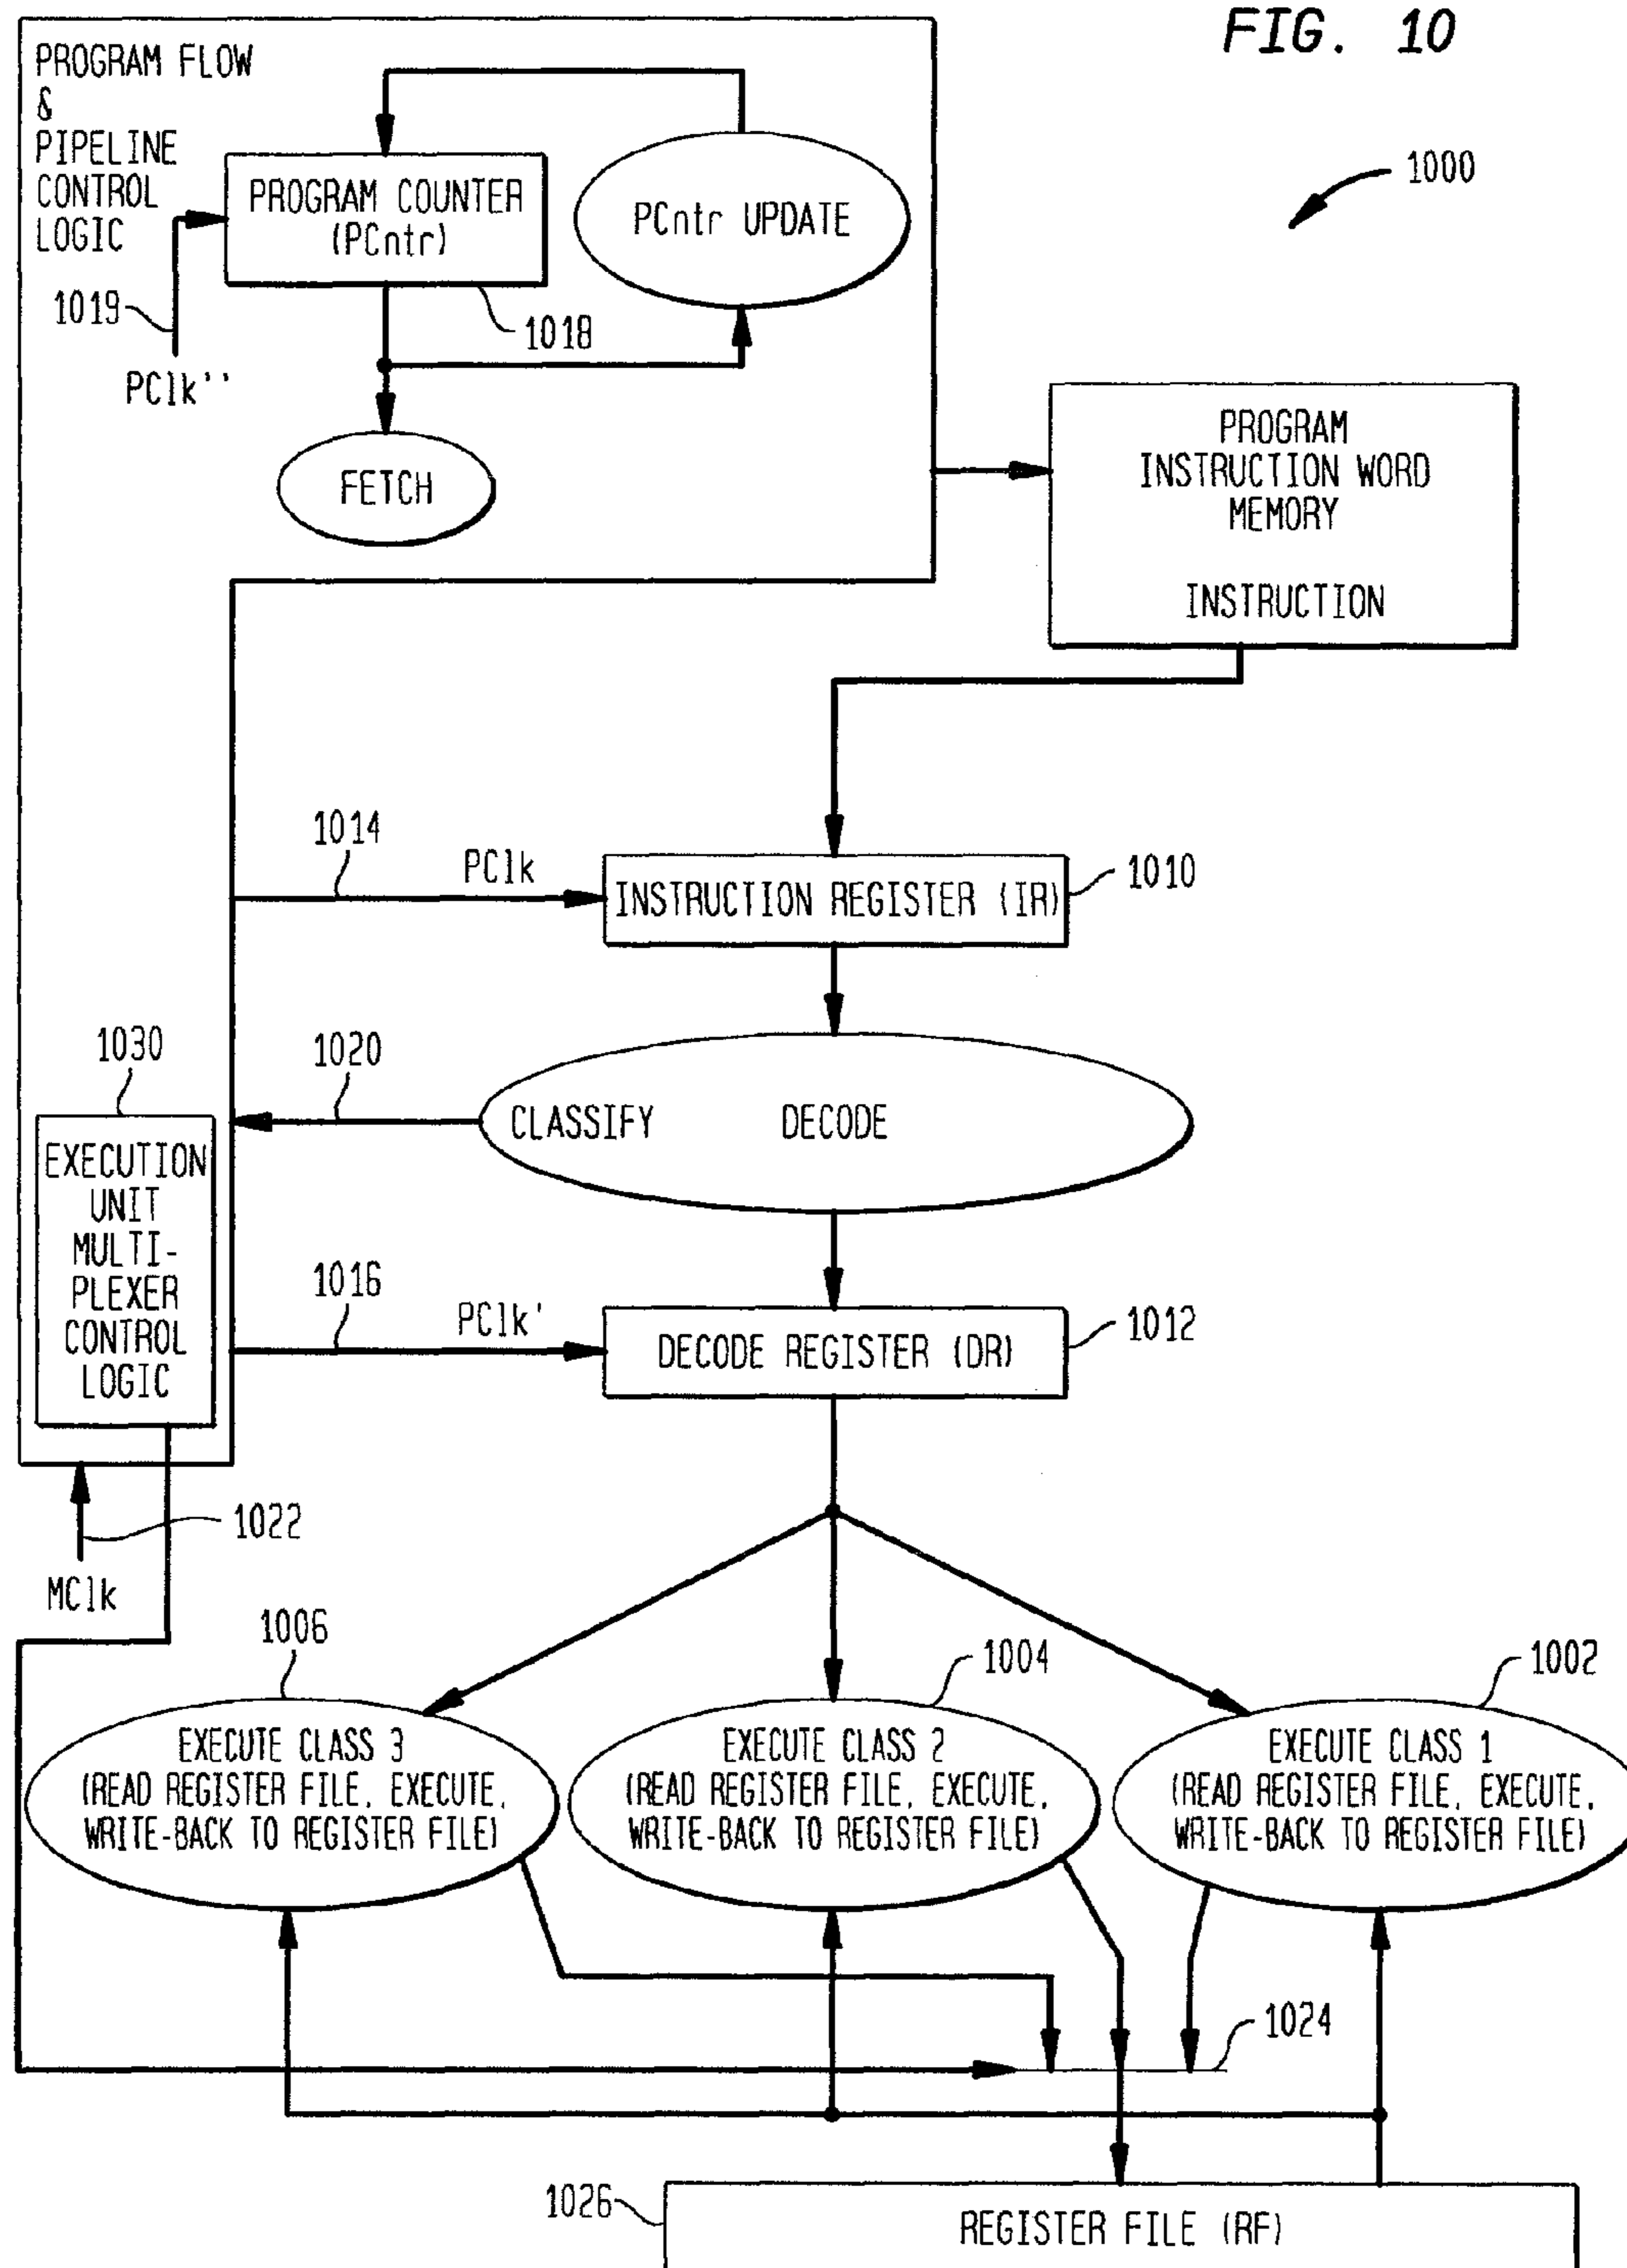 FIG. 10
PROGRAM FLOW
&
PIPELINE
CONTROL
LOGIC
PROGRAM COUNTER
(PCntr)
PCntr UPDATE
1000
1019
1018
PClk''
FETCH
PROGRAM
INSTRUCTION WORD
MEMORY
INSTRUCTION
1014
PClk
INSTRUCTION REGISTER (IR)
1010
1030
1020
CLASSIFY DECODE
EXECUTION
UNIT
MULTI-
PLEXER
CONTROL
LOGIC
1016
PClk'
DECODE REGISTER (DR)
1012
1022
MClk
1006
1004
1002
EXECUTE CLASS 3
(READ REGISTER FILE, EXECUTE,
WRITE-BACK TO REGISTER FILE)
EXECUTE CLASS 2
(READ REGISTER FILE, EXECUTE,
WRITE-BACK TO REGISTER FILE)
EXECUTE CLASS 1
(READ REGISTER FILE, EXECUTE,
WRITE-BACK TO REGISTER FILE)
1024
1026
REGISTER FILE (RF)